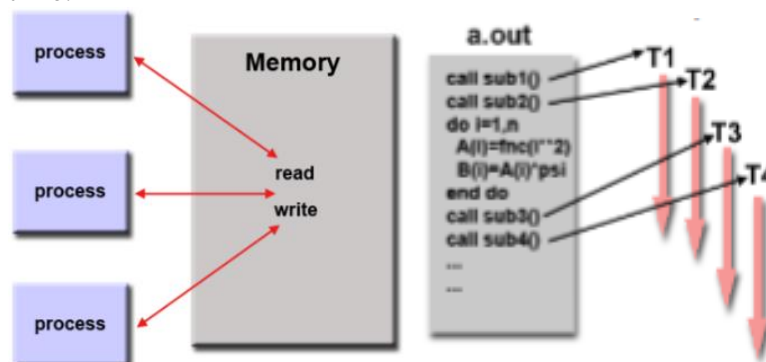 process
process
process
Memory
read
write
a.out
call sub1()
call sub2()
do i=1,n
A(i)=fnc(i**2)
B(i)=A(i)*psi
end do
call sub3()
call sub4()
...
...
T1
T2
T3
T4